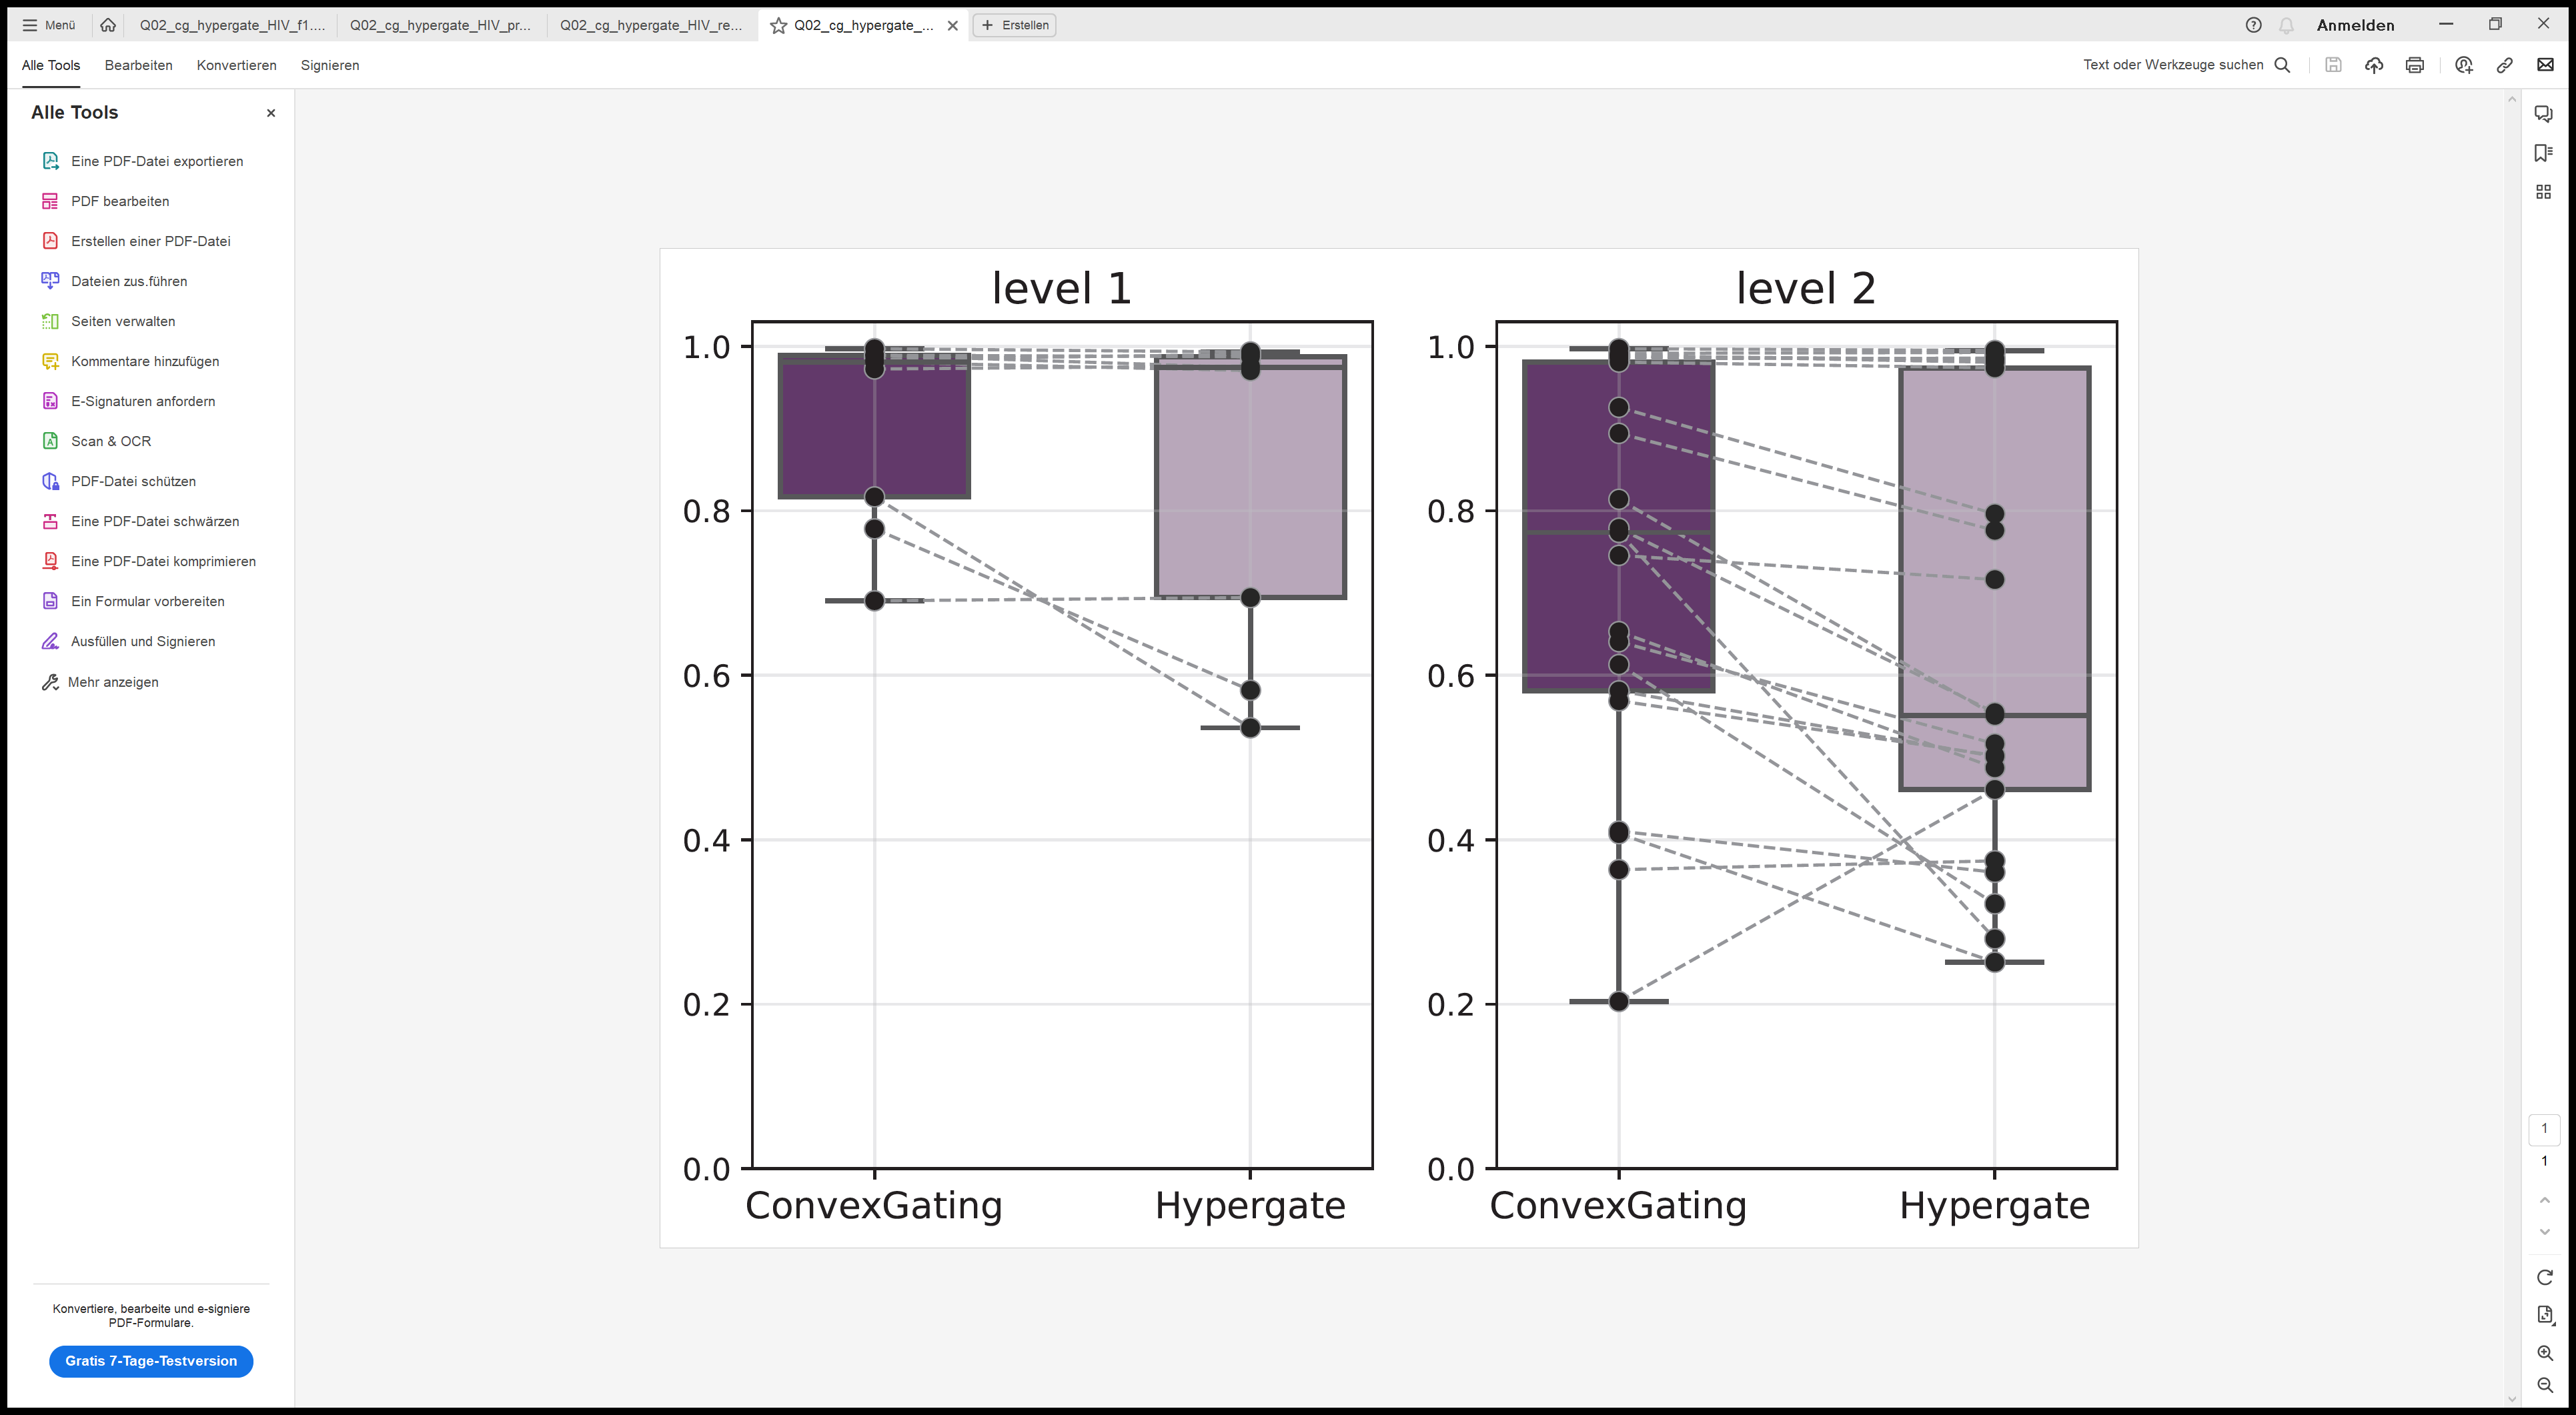 Menü
Q02_cg_hypergate_HIV_f1....
Q02_cg_hypergate_HIV_pr...
Q02_cg_hypergate_HIV_re...
Q02_cg_hypergate_...
Erstellen
Anmelden
Alle Tools
Bearbeiten
Konvertieren
Signieren
Text oder Werkzeuge suchen
Alle Tools
Eine PDF-Datei exportieren
PDF bearbeiten
Erstellen einer PDF-Datei
Dateien zus.führen
Seiten verwalten
Kommentare hinzufügen
E-Signaturen anfordern
Scan & OCR
PDF-Datei schützen
Eine PDF-Datei schwärzen
Eine PDF-Datei komprimieren
Ein Formular vorbereiten
Ausfüllen und Signieren
Mehr anzeigen
Konvertiere, bearbeite und e-signiere
PDF-Formulare.
Gratis 7-Tage-Testversion
level 1
1.0
0.8
0.6
0.4
0.2
0.0
ConvexGating
Hypergate
level 2
1.0
0.8
0.6
0.4
0.2
0.0
ConvexGating
Hypergate
1
1